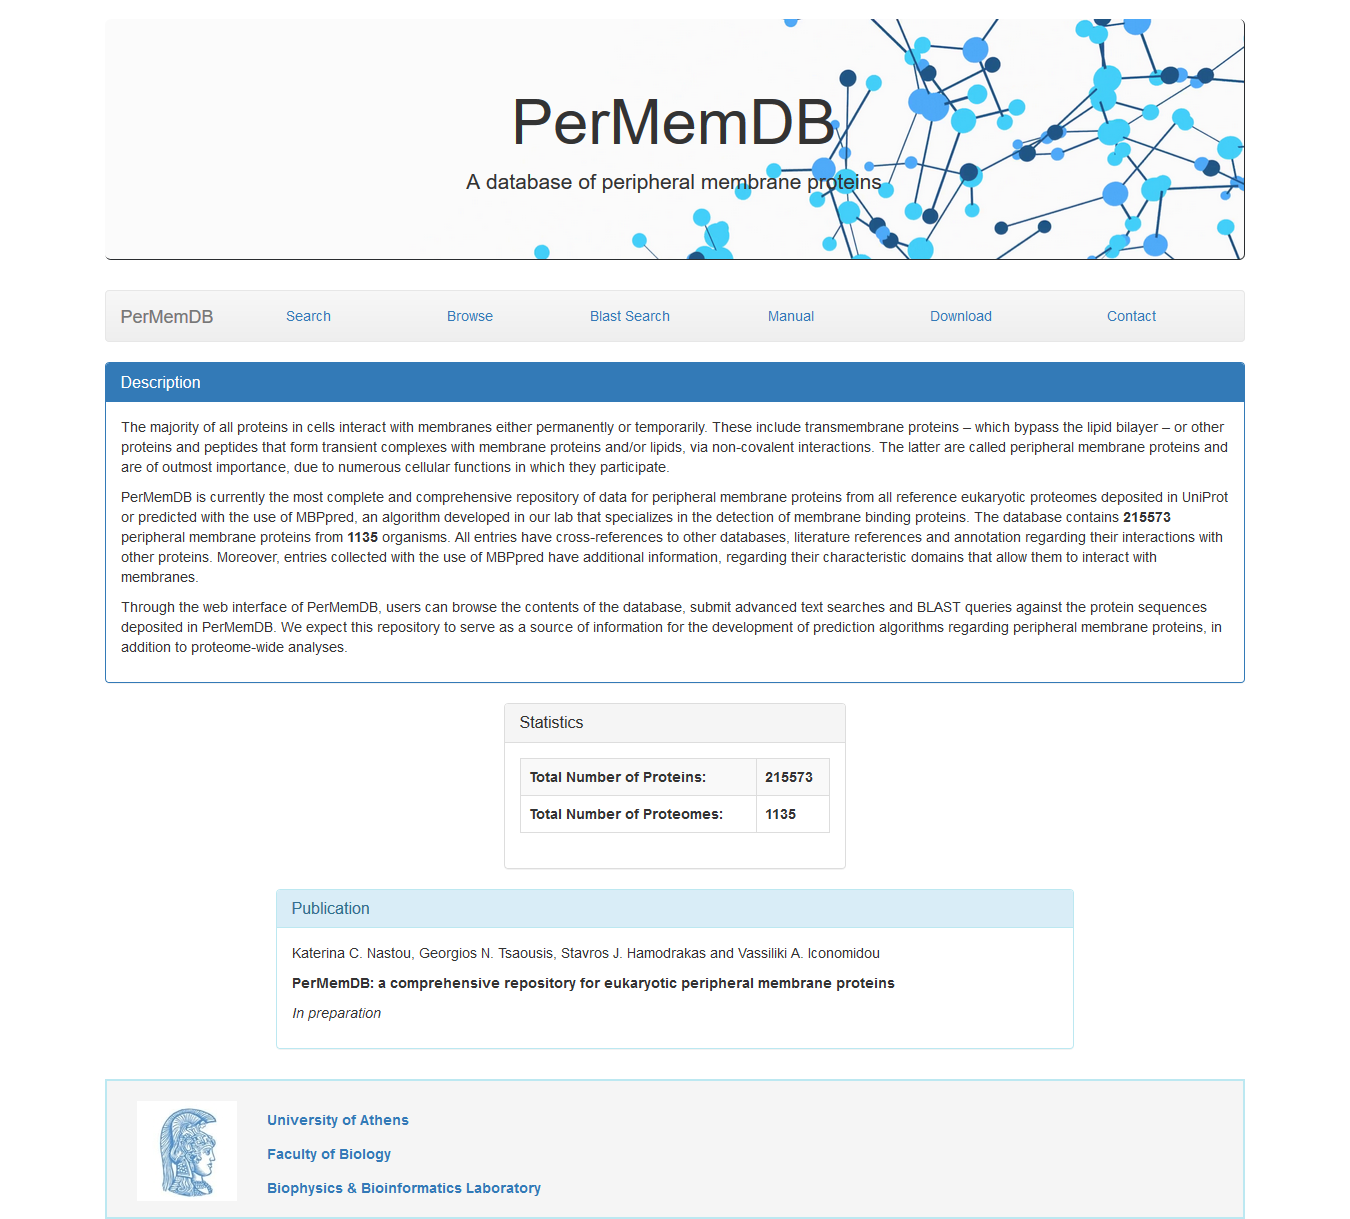 PerMemDB
A database of peripheral membrane proteins
PerMemDB Search Browse Blast Search Manual Download Contact
Description
The majority of all proteins in cells interact with membranes either permanently or temporarily. These include transmembrane proteins – which bypass the lipid bilayer – or other
proteins and peptides that form transient complexes with membrane proteins and/or lipids, via non-covalent interactions. The latter are called peripheral membrane proteins and
are of outmost importance, due to numerous cellular functions in which they participate.
PerMemDB is currently the most complete and comprehensive repository of data for peripheral membrane proteins from all reference eukaryotic proteomes deposited in UniProt
or predicted with the use of MBPpred, an algorithm developed in our lab that specializes in the detection of membrane binding proteins. The database contains 215573
peripheral membrane proteins from 1135 organisms. All entries have cross-references to other databases, literature references and annotation regarding their interactions with
other proteins. Moreover, entries collected with the use of MBPpred have additional information, regarding their characteristic domains that allow them to interact with
membranes.
Through the web interface of PerMemDB, users can browse the contents of the database, submit advanced text searches and BLAST queries against the protein sequences
deposited in PerMemDB. We expect this repository to serve as a source of information for the development of prediction algorithms regarding peripheral membrane proteins, in
addition to proteome-wide analyses.
Statistics
Total Number of Proteins: 215573
Total Number of Proteomes: 1135
Publication
Katerina C. Nastou, Georgios N. Tsaousis, Stavros J. Hamodrakas and Vassiliki A. Iconomidou
PerMemDB: a comprehensive repository for eukaryotic peripheral membrane proteins
In preparation
University of Athens
Faculty of Biology
Biophysics & Bioinformatics Laboratory